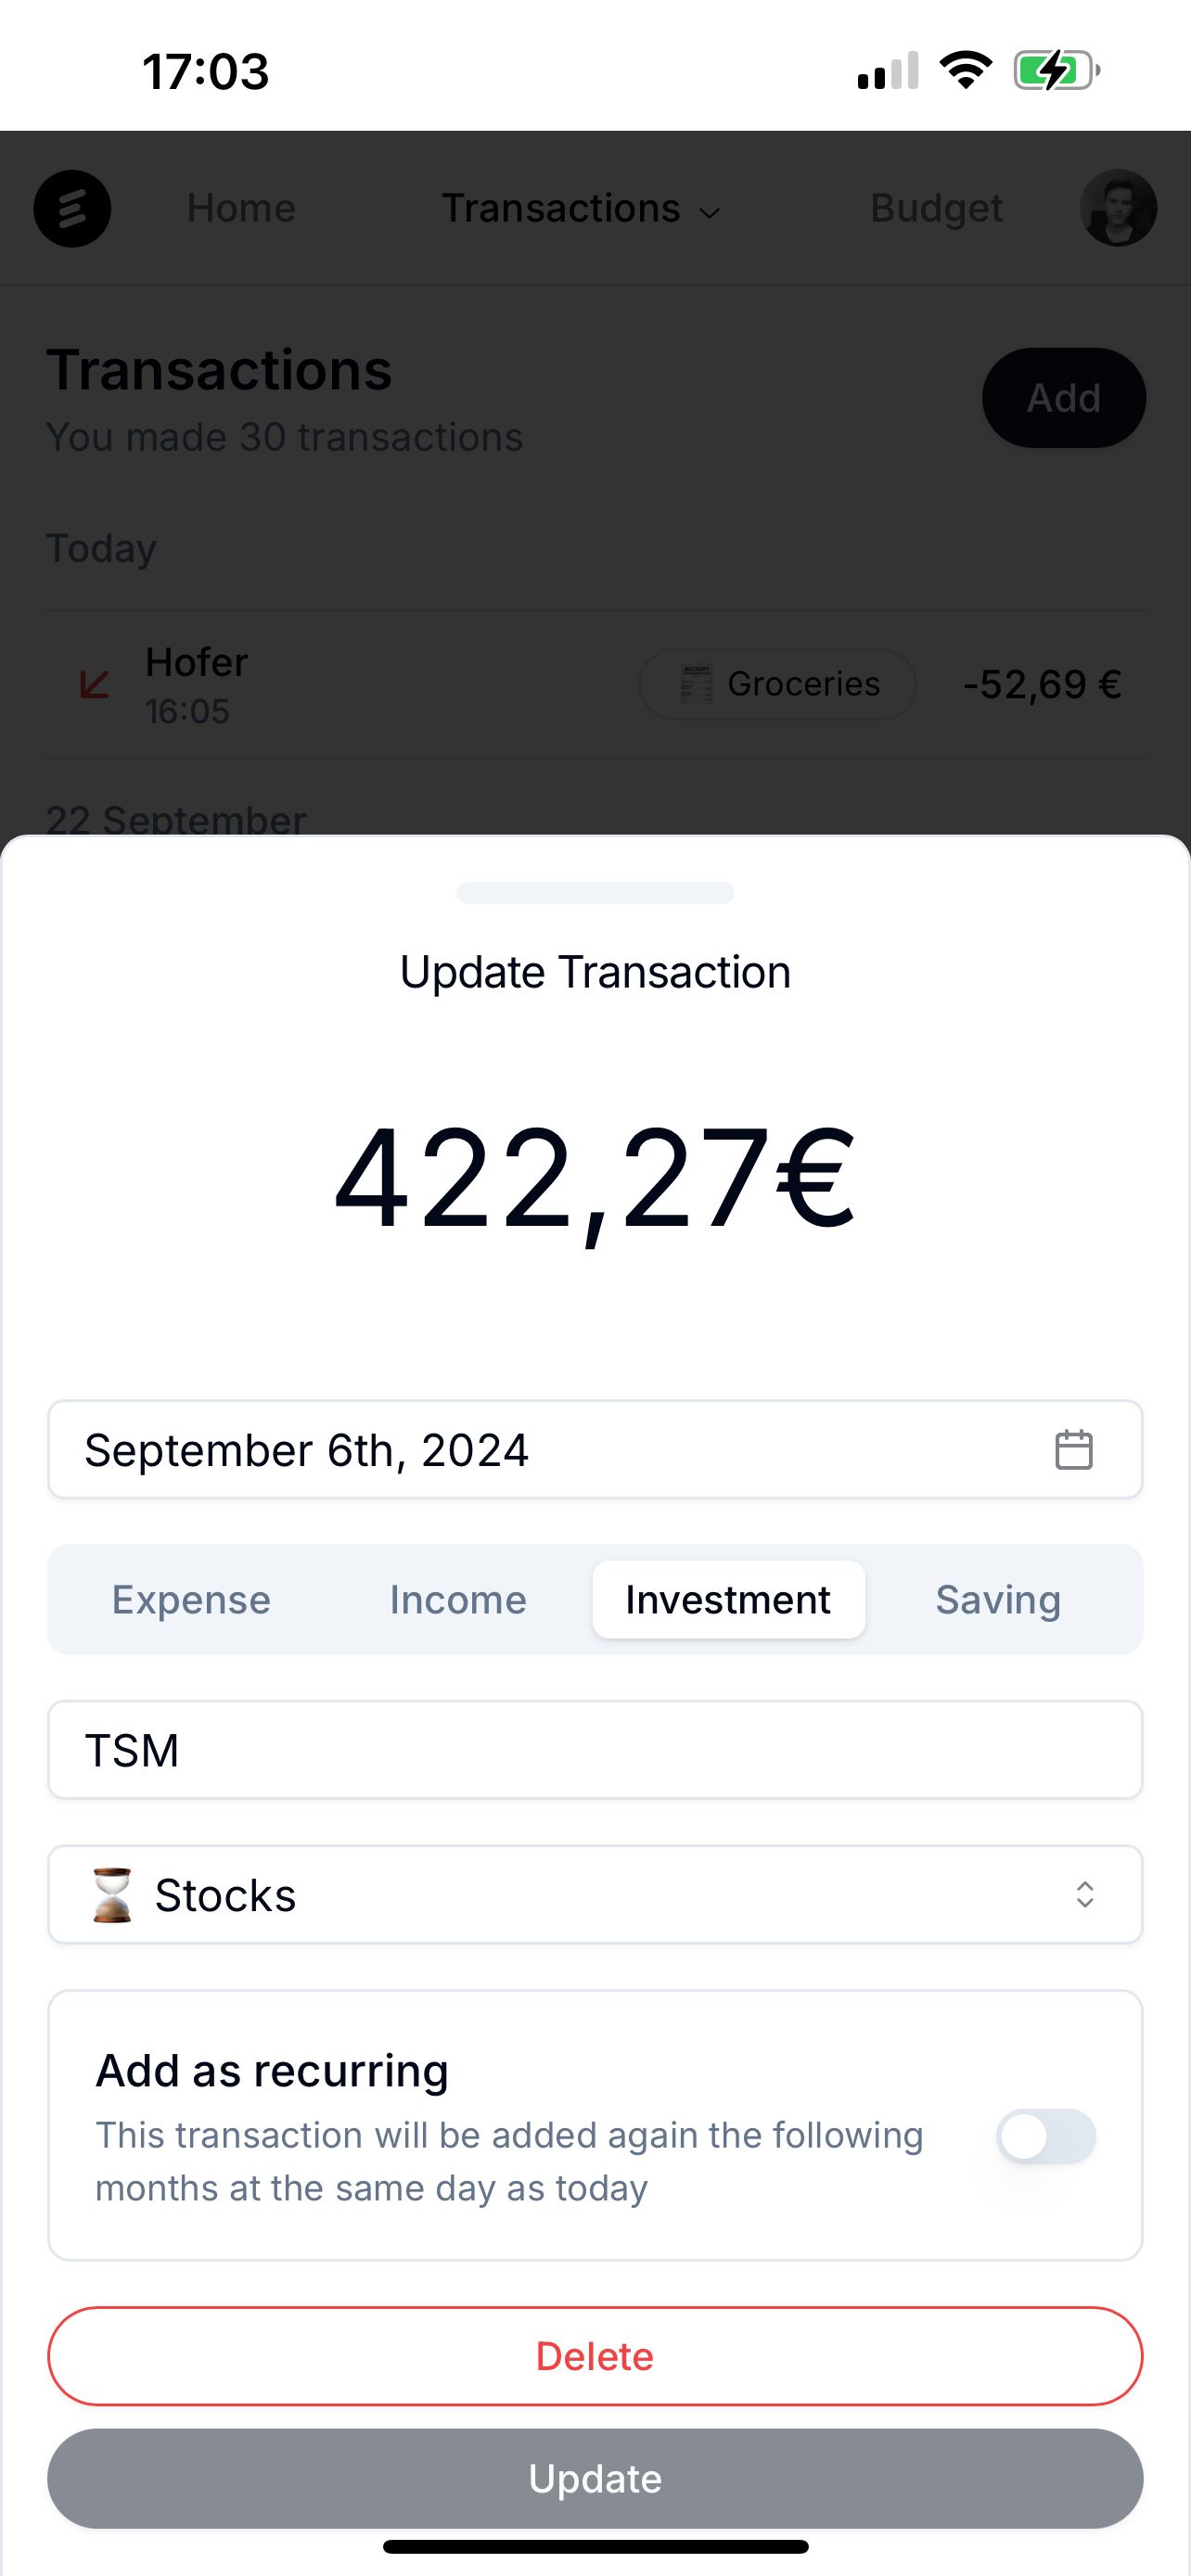 17:03
Home Transactions Budget
Transactions
Add
You made 30 transactions
Today
Hofer
16:05
Groceries
-52,69 €
22 September
Update Transaction
422,27€
September 6th, 2024
Expense Income Investment Saving
TSM
Stocks
Add as recurring
This transaction will be added again the following
months at the same day as today
Delete
Update